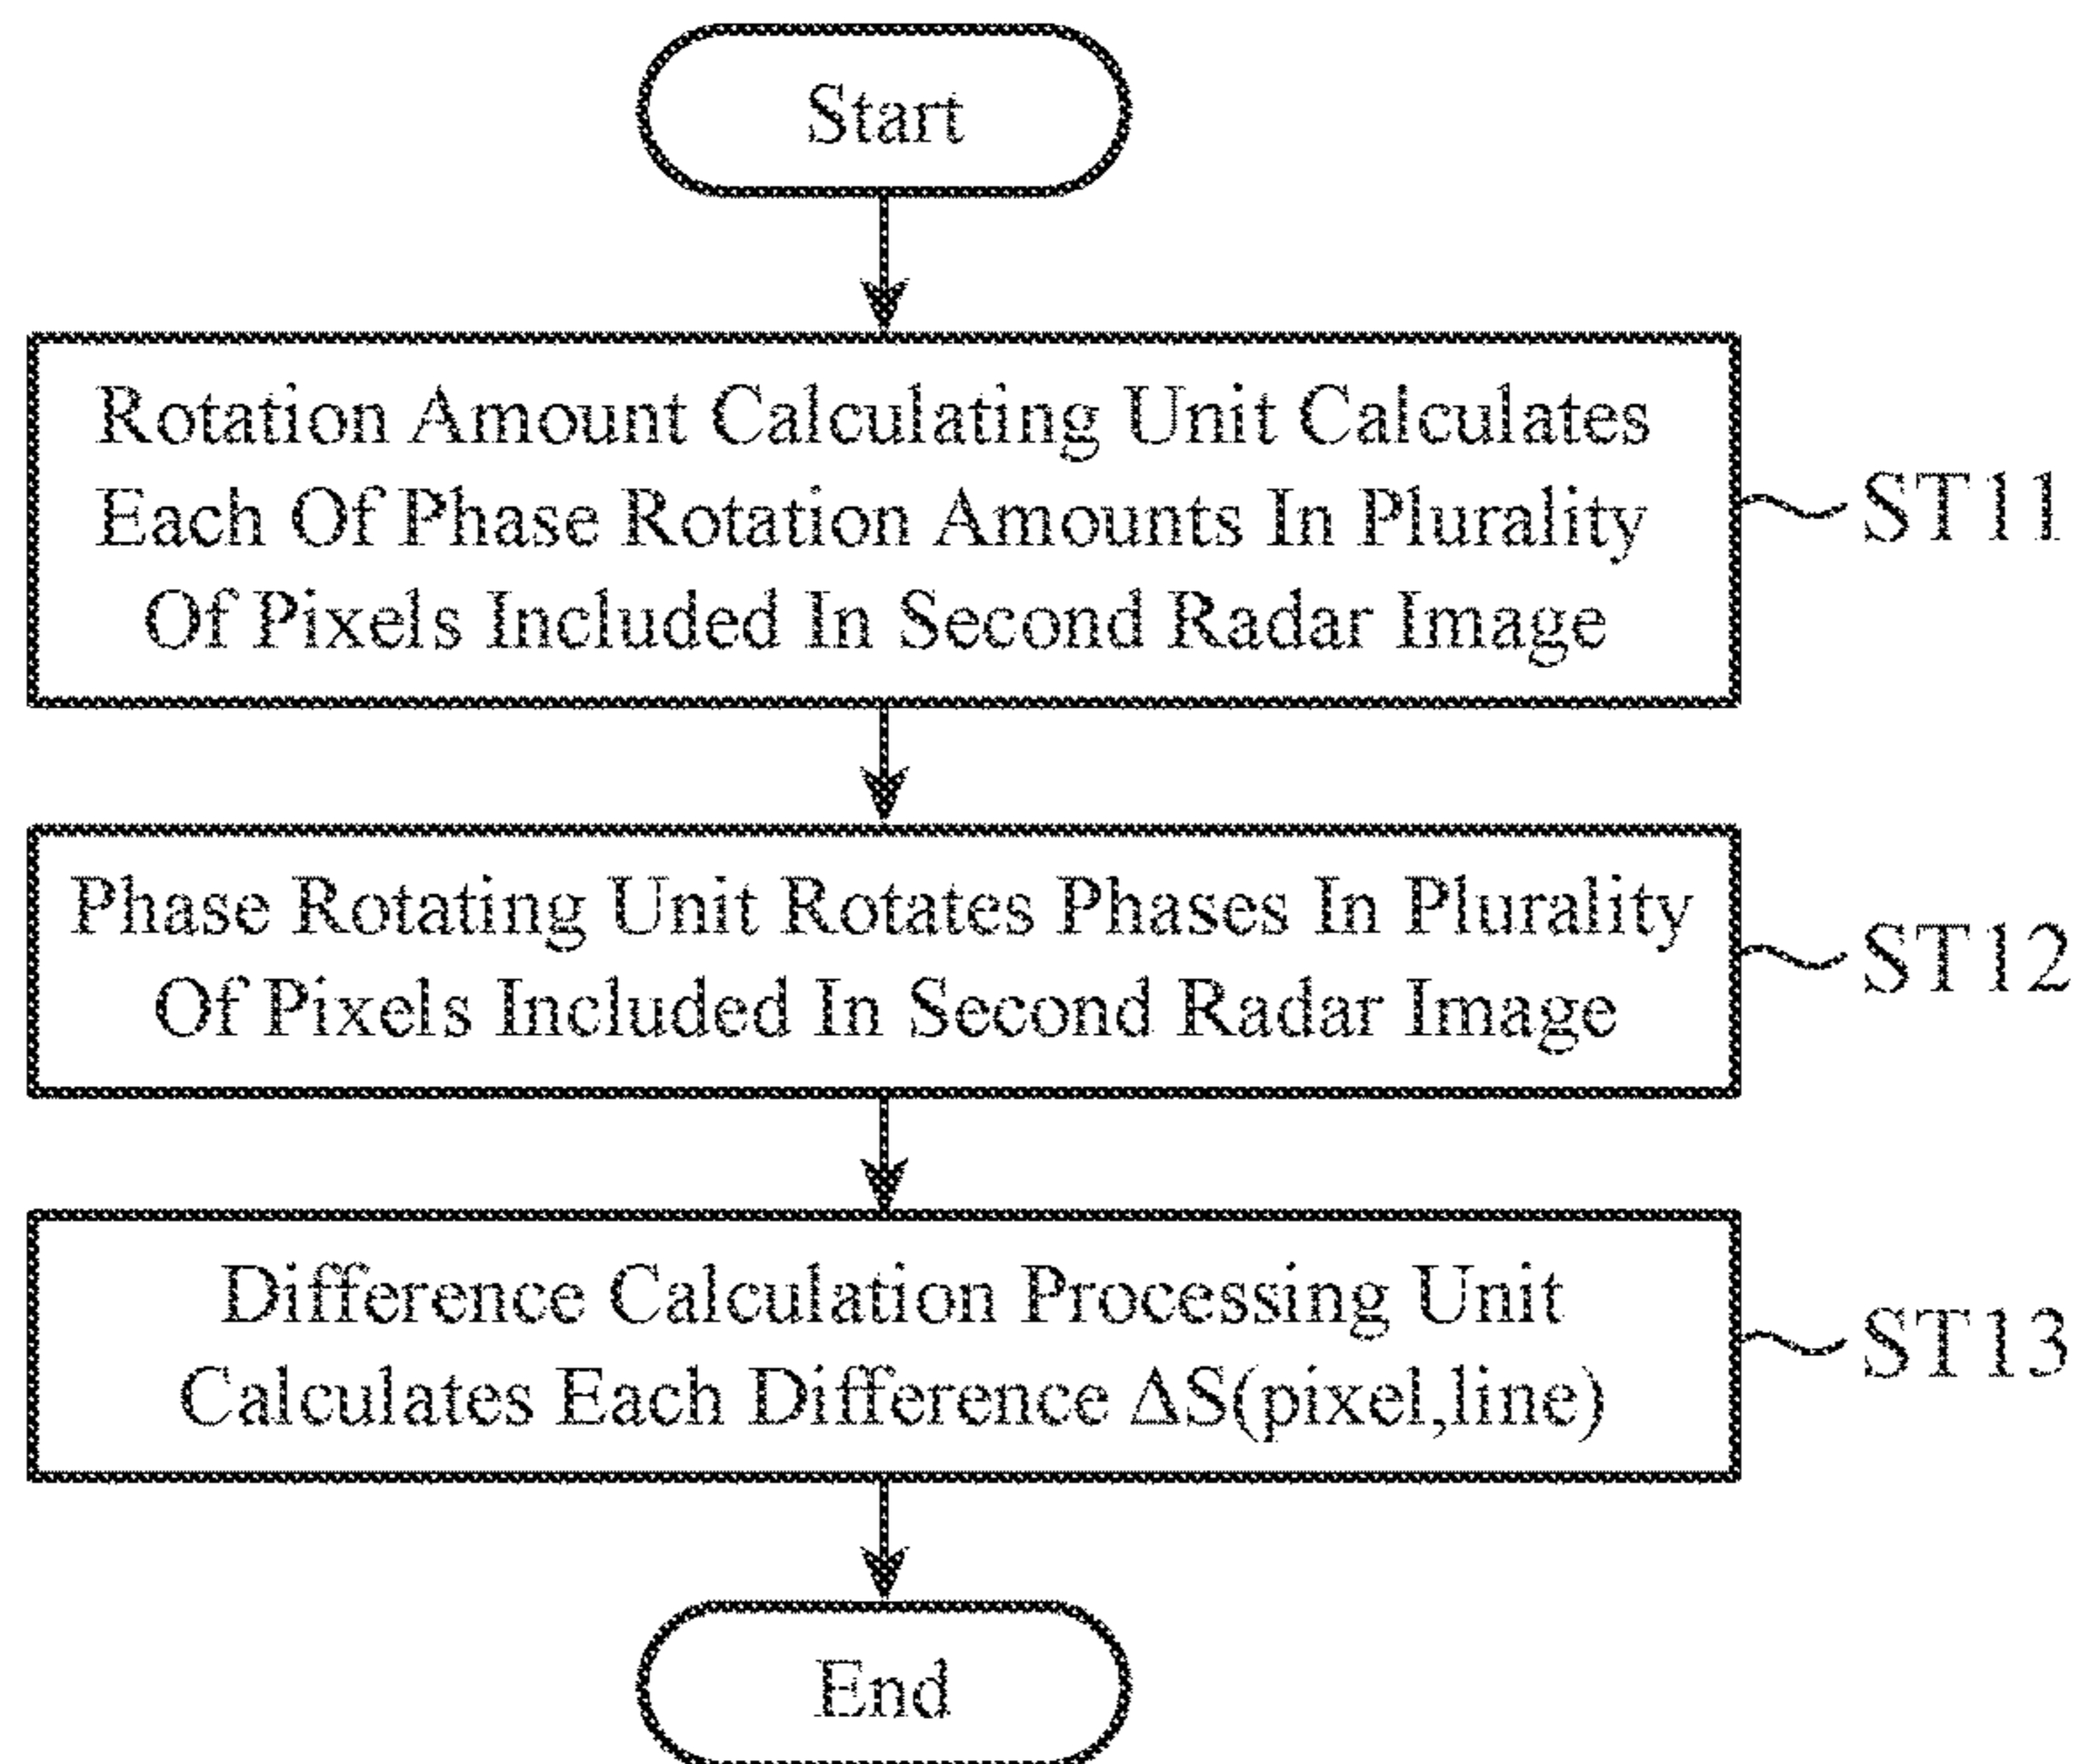 Start
Rotation Amount Calculating Unit Calculates
Each Of Phase Rotation Amounts In Plurality
Of Pixels Included In Second Radar Image
ST11
Phase Rotating Unit Rotates Phases In Plurality
Of Pixels Included In Second Radar Image
ST12
Difference Calculation Processing Unit
Calculates Each Difference ΔS(pixel,line)
ST13
End